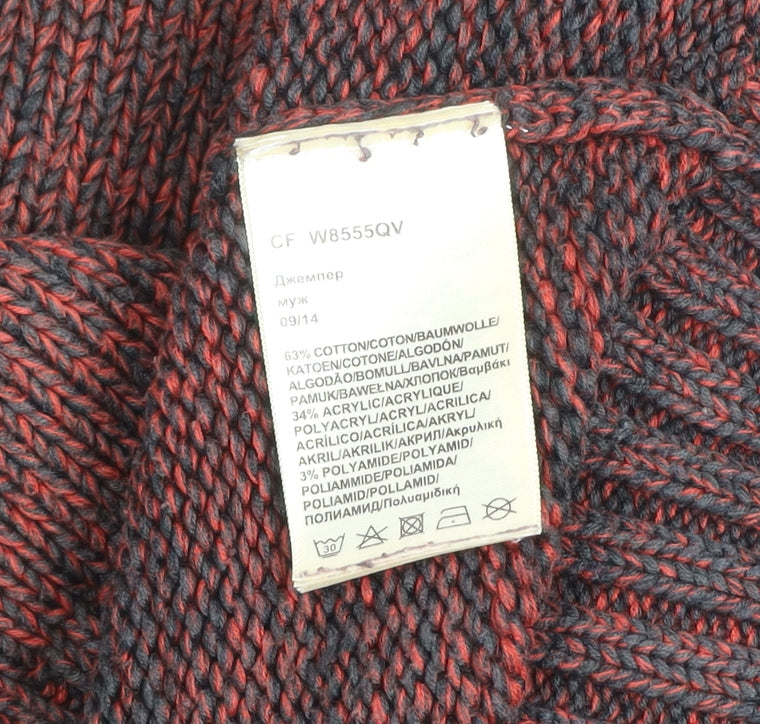 CF W8555QV
Джемпер
муж
09/14
63% COTTON/COTON/BAUMWOLLE/
KATOEN/COTONE/ALGODÓN/
ALGODÃO/BOMULL/BAVLNA/PAMUT/
PAMUK/BAWEŁNA/ХЛОПОК/Βαμβάκι
34% ACRYLIC/ACRYLIQUE/
POLYACRYL/ACRYL/ACRILICA/
ACRÍLICO/ACRÍLICA/AKRYL/
AKRIL/AKRILIK/АКРИЛ/Ακρυλική
3% POLYAMIDE/POLYAMID/
POLIAMMIDE/POLIAMIDA/
POLIAMID/POLLAMID/
ПОЛИАМИД/Πολυαμιδική
30